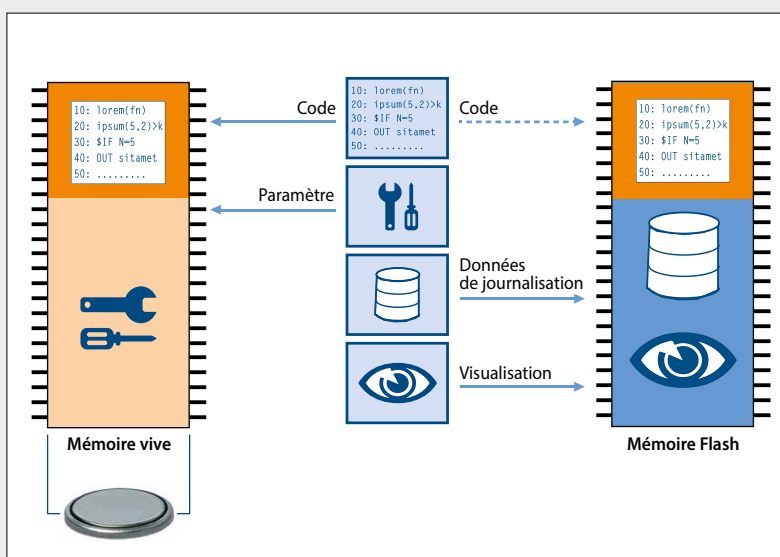 10: lorem(fn)
20: ipsum(5,2)>k
30: $IF N=5
40: OUT sitamet
50: .........
Mémoire vive
Code
Paramètre
10: lorem(fn)
20: ipsum(5,2)>k
30: $IF N=5
40: OUT sitamet
50: .........
Code
Données
de journalisation
Visualisation
10: lorem(fn)
20: ipsum(5,2)>k
30: $IF N=5
40: OUT sitamet
50: .........
Mémoire Flash